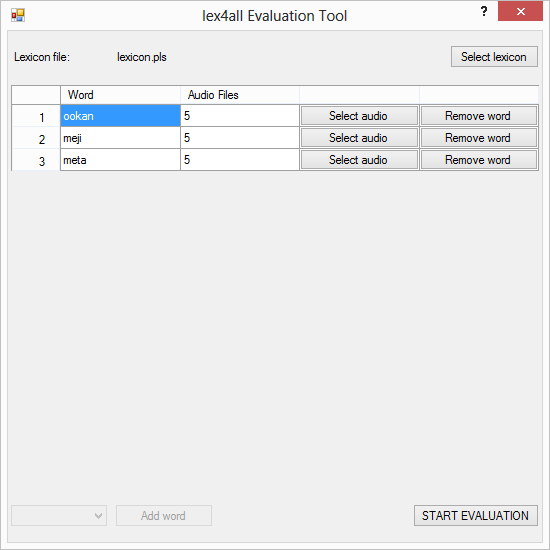 lex4all Evaluation Tool ?
Lexicon file: lexicon.pls Select lexicon
Word Audio Files
1 ookan 5 Select audio Remove word
2 meji 5 Select audio Remove word
3 meta 5 Select audio Remove word
Add word START EVALUATION